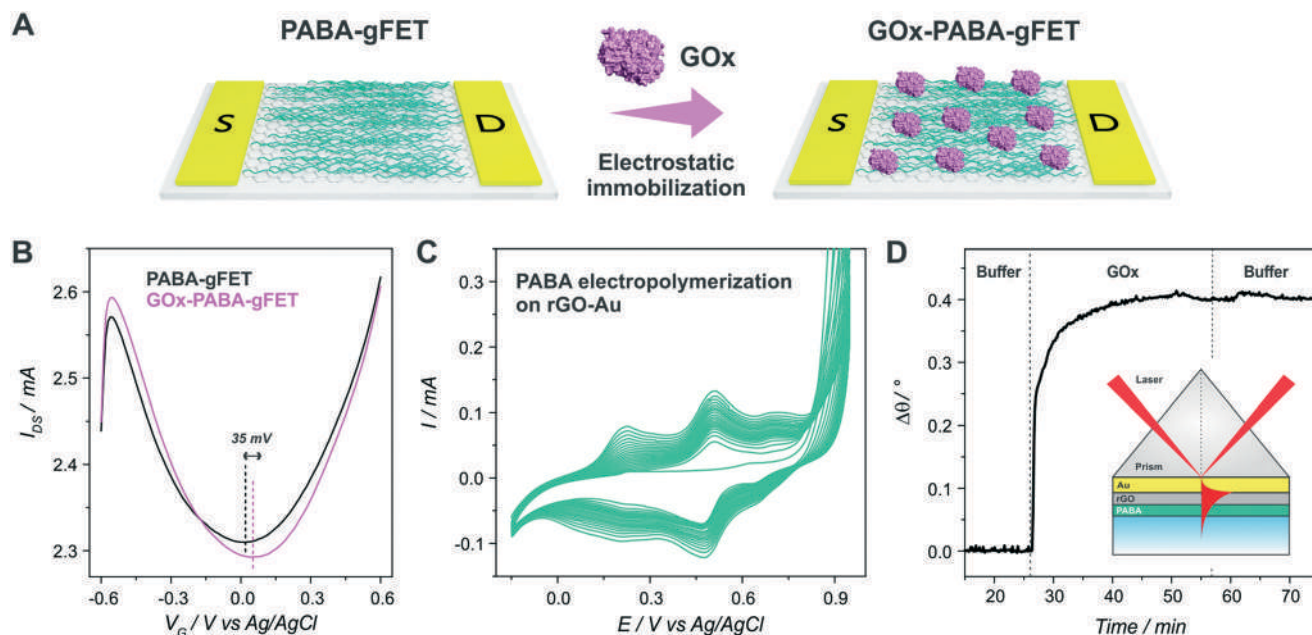 A
PABA-gFET
GOx
GOx-PABA-gFET
S
D
Electrostatic
immobilization
S
D
B
PABA-gFET
GOx-PABA-gFET
35 mV
2.6
2.5
2.4
2.3
I_DS / mA
-0.6
-0.3
0.0
0.3
0.6
V_G / V vs Ag/AgCl
C
PABA electropolymerization
on rGO-Au
0.3
0.2
0.1
0.0
-0.1
I / mA
0.0
0.3
0.6
0.9
E / V vs Ag/AgCl
D
Buffer
GOx
Buffer
0.4
0.3
0.2
0.1
0.0
Δθ / °
Laser
Prism
Au
rGO
PABA
20
30
40
50
60
70
Time / min